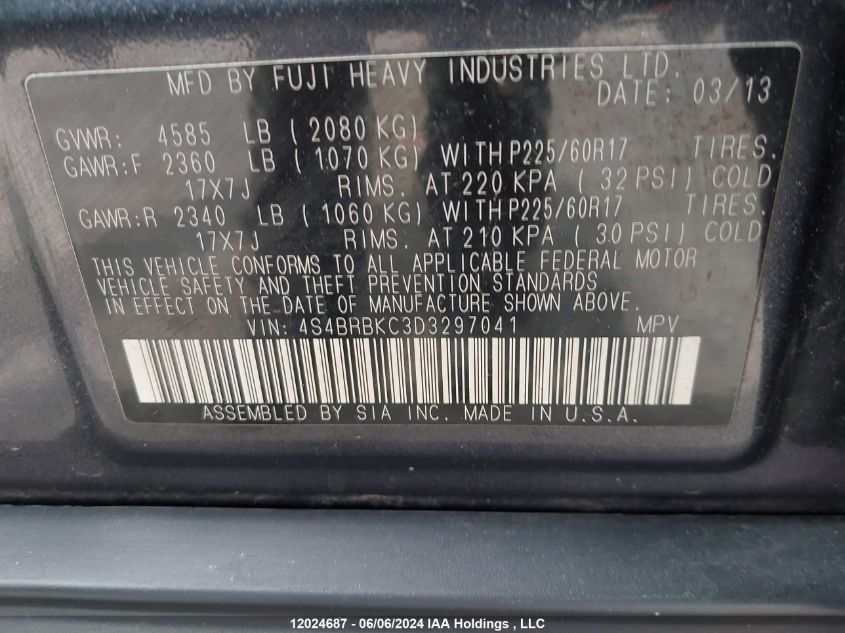 MFD BY FUJI HEAVY INDUSTRIES LTD.
DATE: 03/13
GVWR: 4585 LB ( 2080 KG)
GAWR:F 2360 LB ( 1070 KG) WITH P225/60R17 TIRES.
17X7J RIMS. AT 220 KPA ( 32 PSI) COLD
GAWR:R 2340 LB ( 1060 KG) WITH P225/60R17 TIRES.
17X7J RIMS. AT 210 KPA ( 30 PSI) COLD
THIS VEHICLE CONFORMS TO ALL APPLICABLE FEDERAL MOTOR
VEHICLE SAFETY AND THEFT PREVENTION STANDARDS
IN EFFECT ON THE DATE OF MANUFACTURE SHOWN ABOVE.
VIN: 4S4BRBKC3D3297041 MPV
ASSEMBLED BY SIA INC. MADE IN U.S.A.
12024687 - 06/06/2024 IAA Holdings , LLC